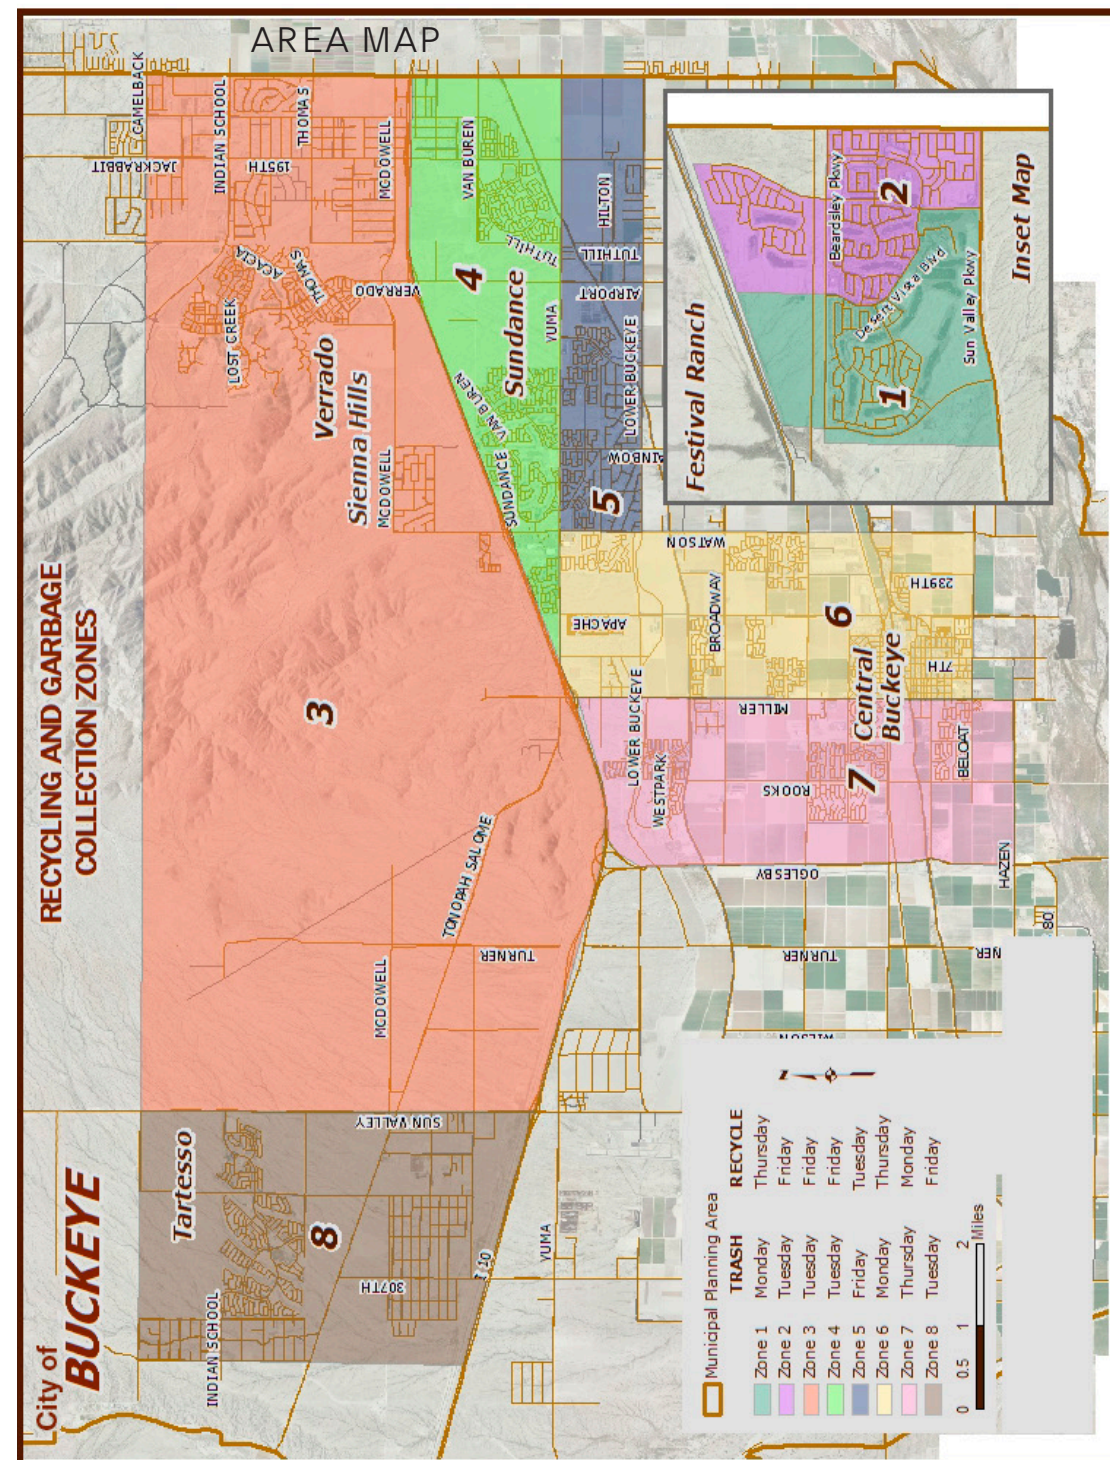 AREA MAP
City of
BUCKEYE
RECYCLING AND GARBAGE
COLLECTION ZONES
CAMELBACK
INDIAN SCHOOL
THOMAS
MCDOWELL
JACKRABBIT
195TH
VAN BUREN
HILTON
TUTHILL
TUTHILL
ACACIA
THOMAS
LOST CREEK
VERRADO
AIRPORT
YUMA
4
Sundance
Verrado
Sienna Hills
MCDOWELL
SUNDANCE
VAN BUREN
LOWER BUCKEYE
5
WATSON
APACHE
BROADWAY
239TH
6
7TH
Central
Buckeye
3
LOWER BUCKEYE
MILLER
WESTPARK
ROOKS
BELOAT
7
OGLESBY
HAZEN
TONOPAH SALOME
TURNER
TURNER
MCDOWELL
80
SUN VALLEY
Tartesso
8
307TH
INDIAN SCHOOL
I 10
YUMA
Festival Ranch
Inset Map
Beardsley Pkwy
Desert Vista Blvd
Sun Valley Pkwy
1
2
Municipal Planning Area
TRASH RECYCLE
Zone 1 Monday Thursday
Zone 2 Tuesday Friday
Zone 3 Tuesday Friday
Zone 4 Tuesday Friday
Zone 5 Friday Tuesday
Zone 6 Monday Thursday
Zone 7 Thursday Monday
Zone 8 Tuesday Friday
N
0 0.5 1 2
Miles